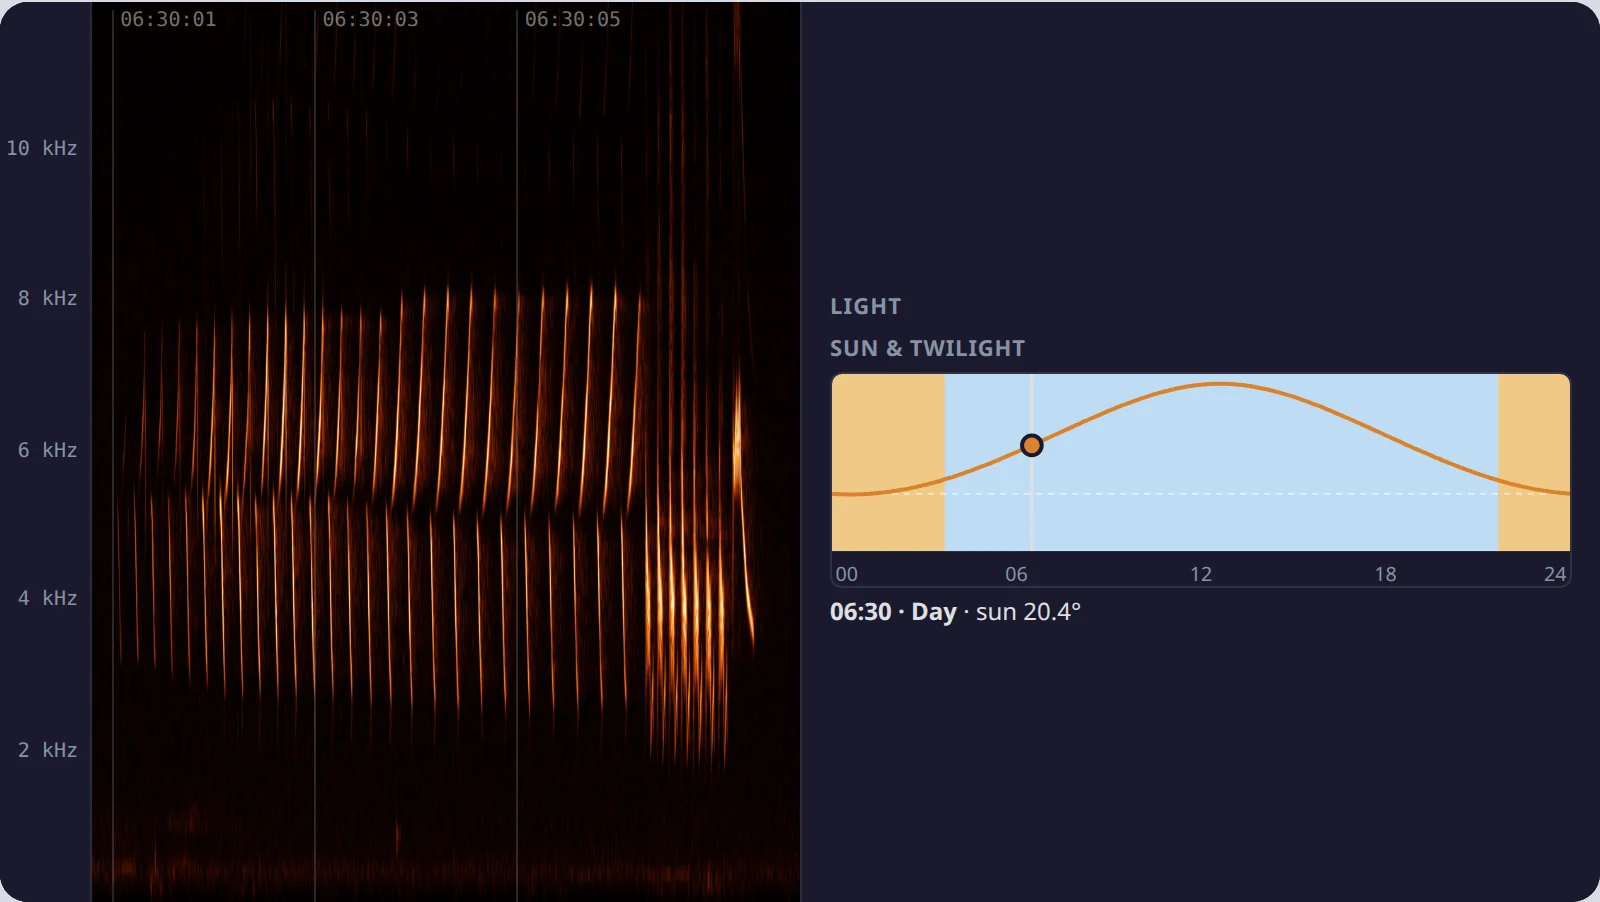 06:30:01 06:30:03 06:30:05
10 kHz
8 kHz
6 kHz
4 kHz
2 kHz
LIGHT
SUN & TWILIGHT
00 06 12 18 24
06:30 · Day · sun 20.4°